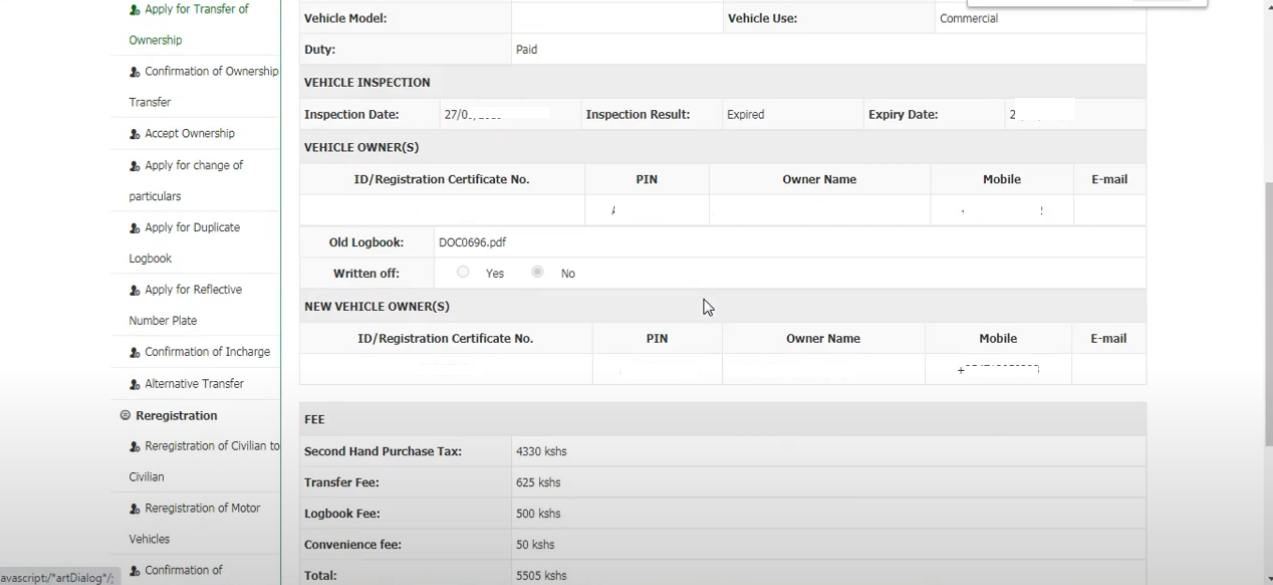 Apply for Transfer of
Ownership
Confirmation of Ownership
Transfer
Accept Ownership
Apply for change of
particulars
Apply for Duplicate
Logbook
Apply for Reflective
Number Plate
Confirmation of Incharge
Alternative Transfer
Reregistration
Reregistration of Civilian to
Civilian
Reregistration of Motor
Vehicles
Confirmation of
Vehicle Model: Vehicle Use: Commercial
Duty: Paid
VEHICLE INSPECTION
Inspection Date: 27/0 Inspection Result: Expired Expiry Date: 2
VEHICLE OWNER(S)
ID/Registration Certificate No. PIN Owner Name Mobile E-mail
Old Logbook: DOC0696.pdf
Written off: Yes No
NEW VEHICLE OWNER(S)
ID/Registration Certificate No. PIN Owner Name Mobile E-mail
+
FEE
Second Hand Purchase Tax: 4330 kshs
Transfer Fee: 625 kshs
Logbook Fee: 500 kshs
Convenience fee: 50 kshs
Total: 5505 kshs
avascript:/*artDialog*/;